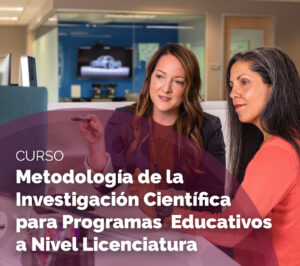 CURSO
Metodología de la
Investigación Científica
para Programas Educativos
a Nivel Licenciatura